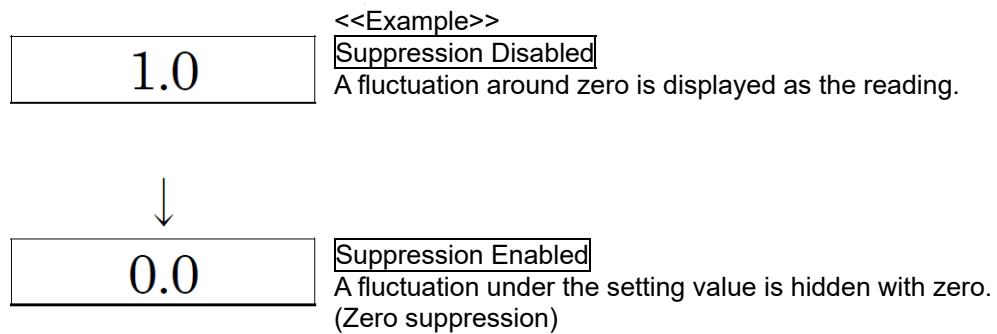 <<Example>>
Suppression Disabled
1.0
A fluctuation around zero is displayed as the reading.
↓
0.0
Suppression Enabled
A fluctuation under the setting value is hidden with zero.
(Zero suppression)